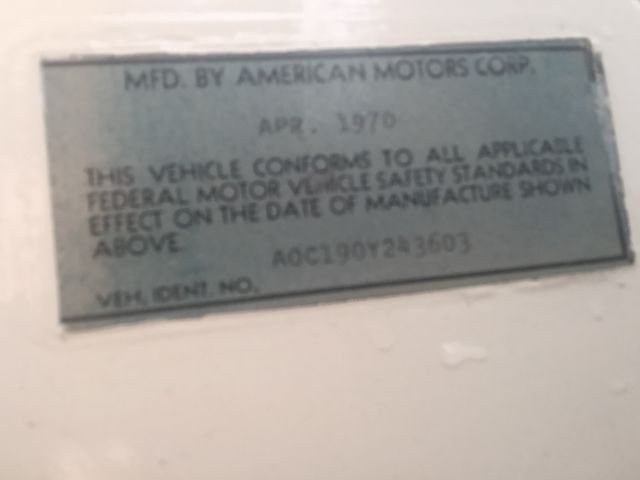 MFD. BY AMERICAN MOTORS CORP.
APR. 1970
THIS VEHICLE CONFORMS TO ALL APPLICABLE
FEDERAL MOTOR VEHICLE SAFETY STANDARDS IN
EFFECT ON THE DATE OF MANUFACTURE SHOWN
ABOVE.
A0C190Y243603
VEH. IDENT. NO.